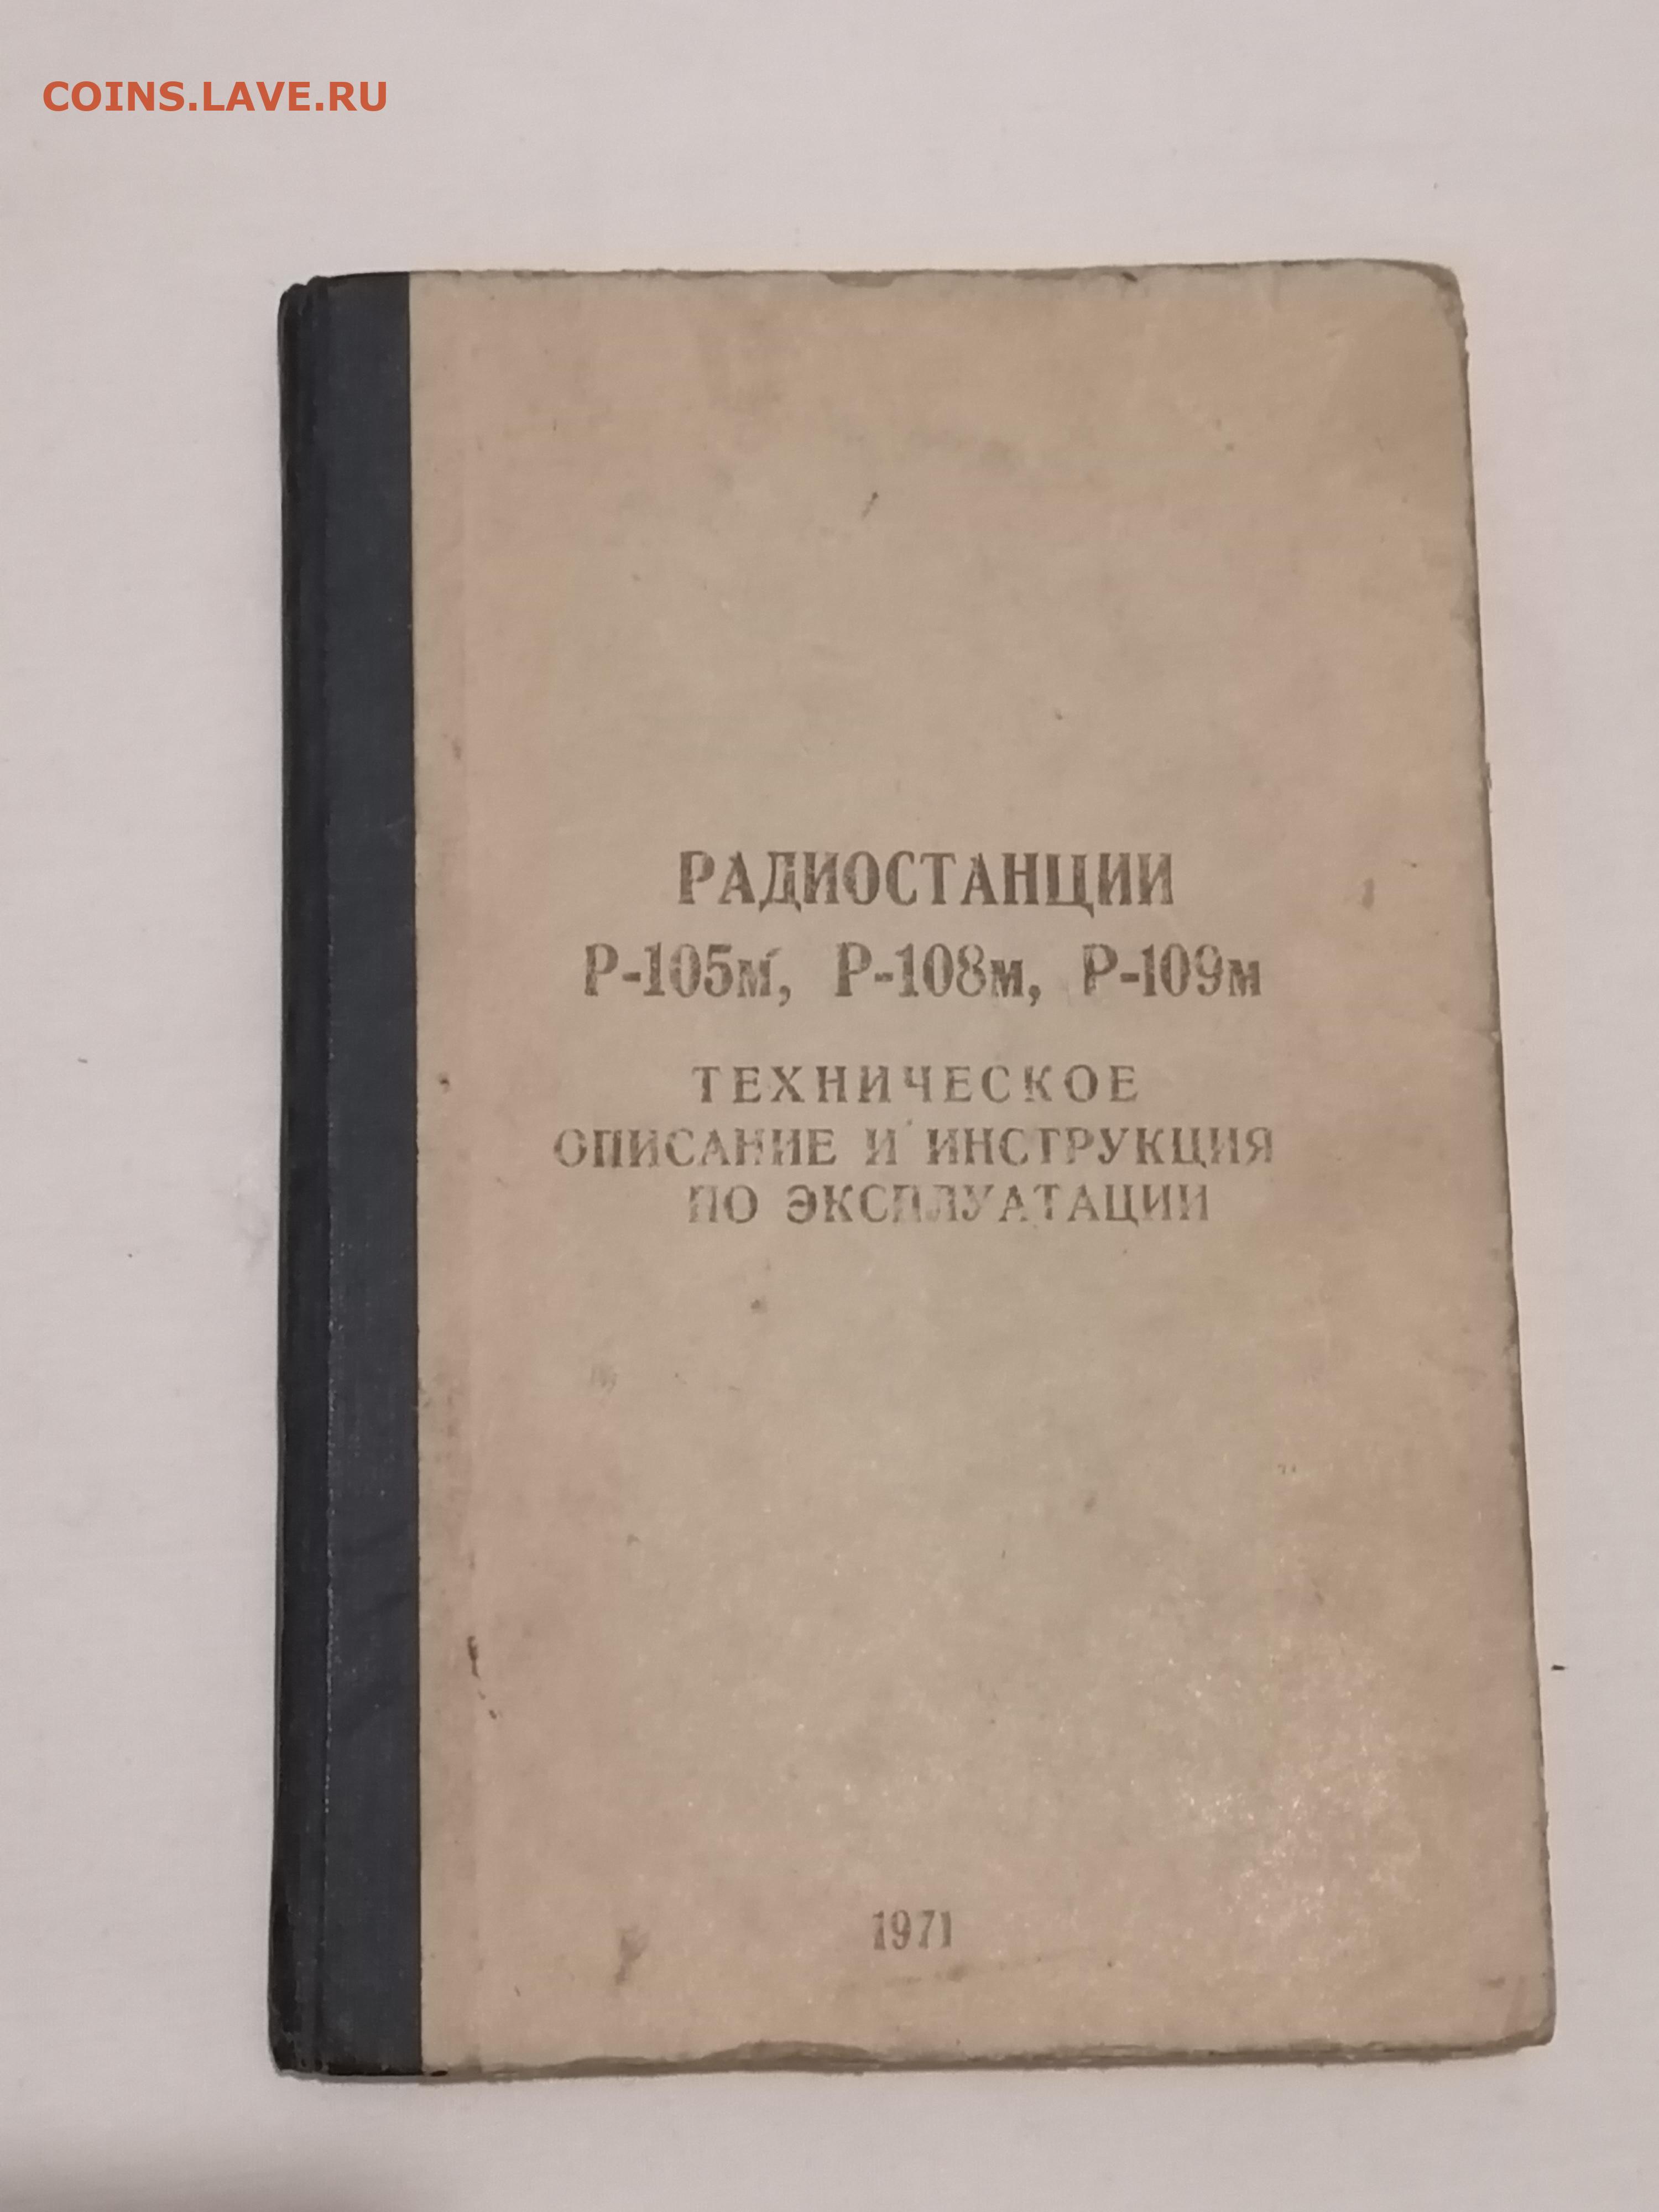 COINS.LAVE.RU
РАДИОСТАНЦИИ
Р-105м, Р-108м, Р-109м
ТЕХНИЧЕСКОЕ
ОПИСАНИЕ И ИНСТРУКЦИЯ
ПО ЭКСПЛУАТАЦИИ
1971